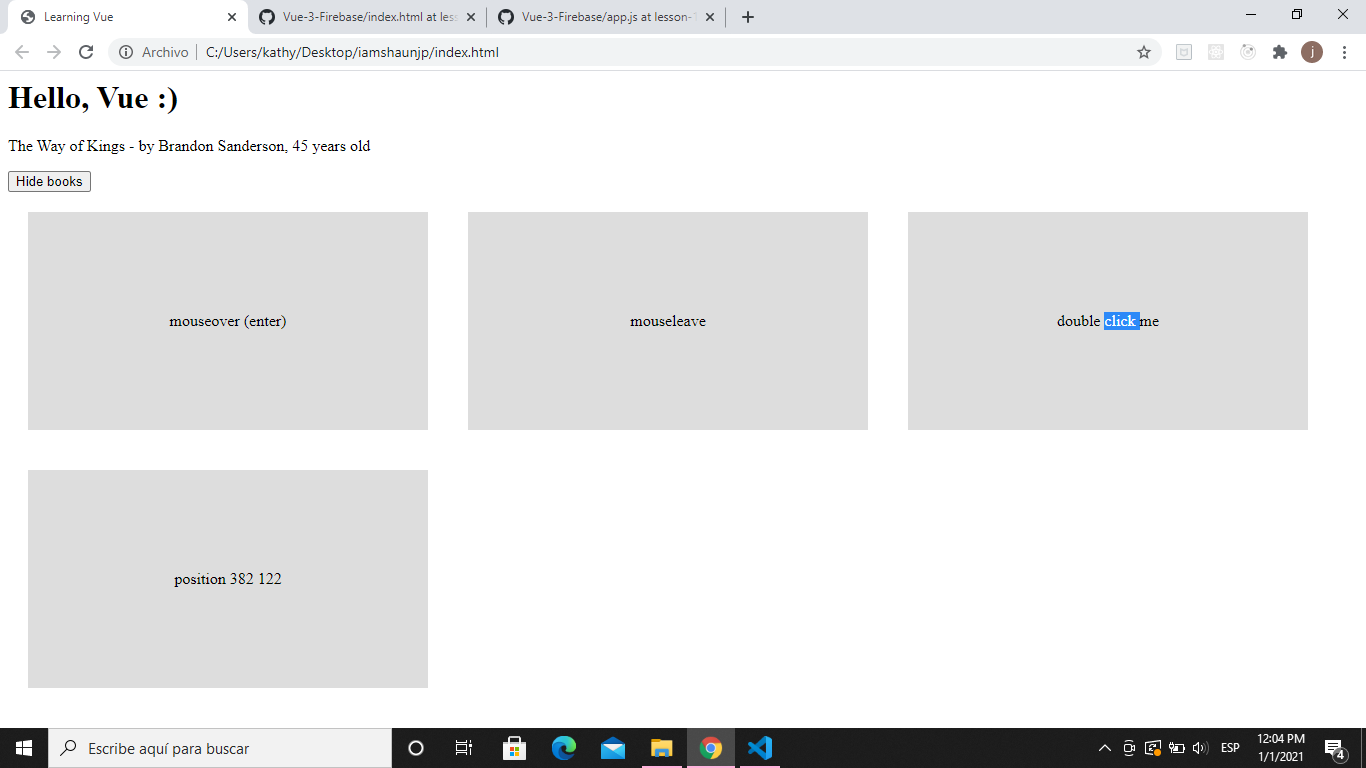 Learning Vue
Vue-3-Firebase/index.html at less
Vue-3-Firebase/app.js at lesson-1
Archivo
C:/Users/kathy/Desktop/iamshaunjp/index.html
j
Hello, Vue :)
The Way of Kings - by Brandon Sanderson, 45 years old
Hide books
mouseover (enter)
mouseleave
double click me
position 382 122
Escribe aquí para buscar
ESP
12:04 PM
1/1/2021
4